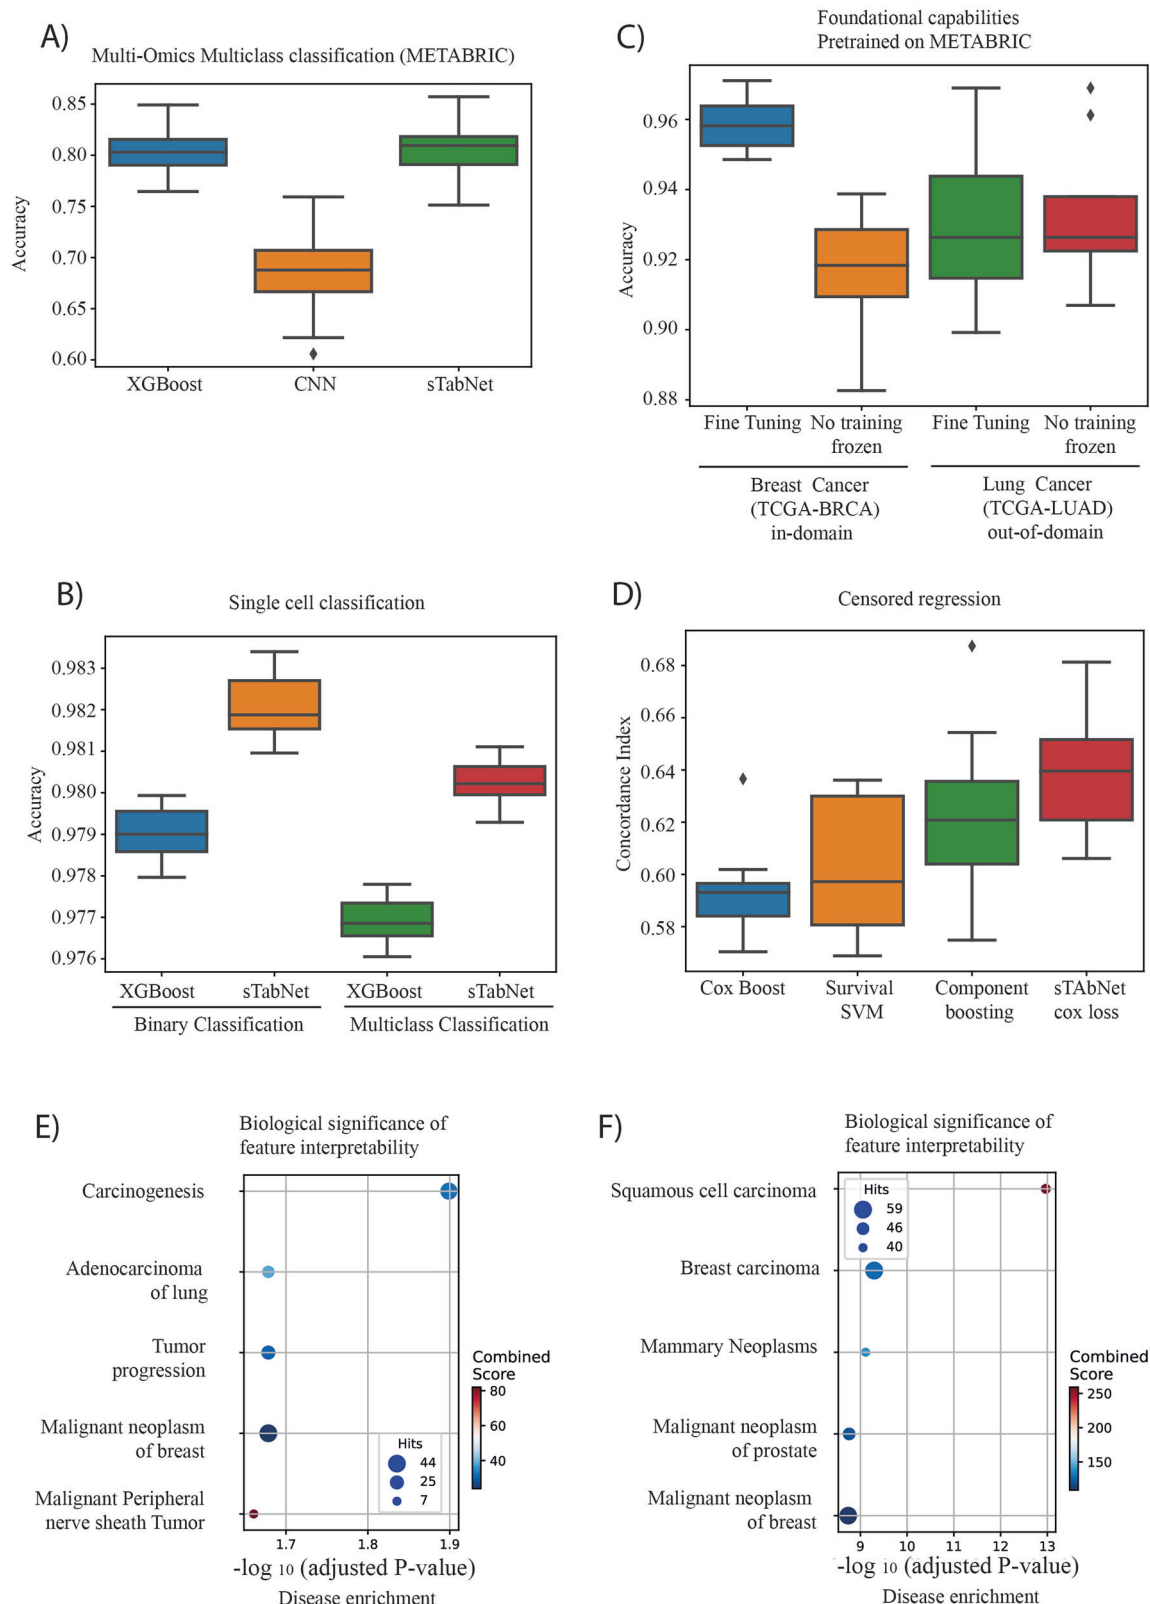 A)
Multi-Omics Multiclass classification (METABRIC)
Accuracy
0.85
0.80
0.75
0.70
0.65
0.60
XGBoost
CNN
sTabNet
C)
Foundational capabilities
Pretrained on METABRIC
Accuracy
0.96
0.94
0.92
0.90
0.88
Fine Tuning
No training
frozen
Fine Tuning
No training
frozen
Breast Cancer
(TCGA-BRCA)
in-domain
Lung Cancer
(TCGA-LUAD)
out-of-domain
B)
Single cell classification
Accuracy
0.983
0.982
0.981
0.980
0.979
0.978
0.977
0.976
XGBoost
sTabNet
XGBoost
sTabNet
Binary Classification
Multiclass Classification
D)
Censored regression
Concordance Index
0.68
0.66
0.64
0.62
0.60
0.58
Cox Boost
Survival
SVM
Component
boosting
sTAbNet
cox loss
E)
Biological significance of
feature interpretability
Carcinogenesis
Adenocarcinoma
of lung
Tumor
progression
Malignant neoplasm
of breast
Malignant Peripheral
nerve sheath Tumor
Hits
44
25
7
Combined
Score
80
60
40
1.7
1.8
1.9
-log 10 (adjusted P-value)
Disease enrichment
F)
Biological significance of
feature interpretability
Squamous cell carcinoma
Breast carcinoma
Mammary Neoplasms
Malignant neoplasm
of prostate
Malignant neoplasm
of breast
Hits
59
46
40
Combined
Score
250
200
150
9
10
11
12
13
-log 10 (adjusted P-value)
Disease enrichment